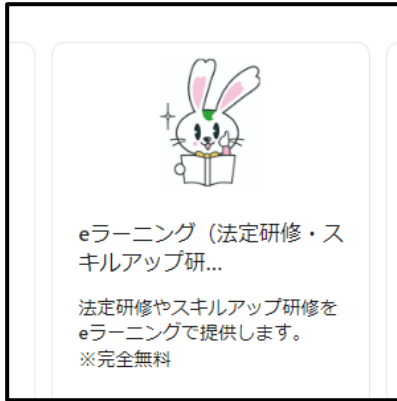 eラーニング（法定研修・ス
キルアップ研...
法定研修やスキルアップ研修を
eラーニングで提供します。
※完全無料